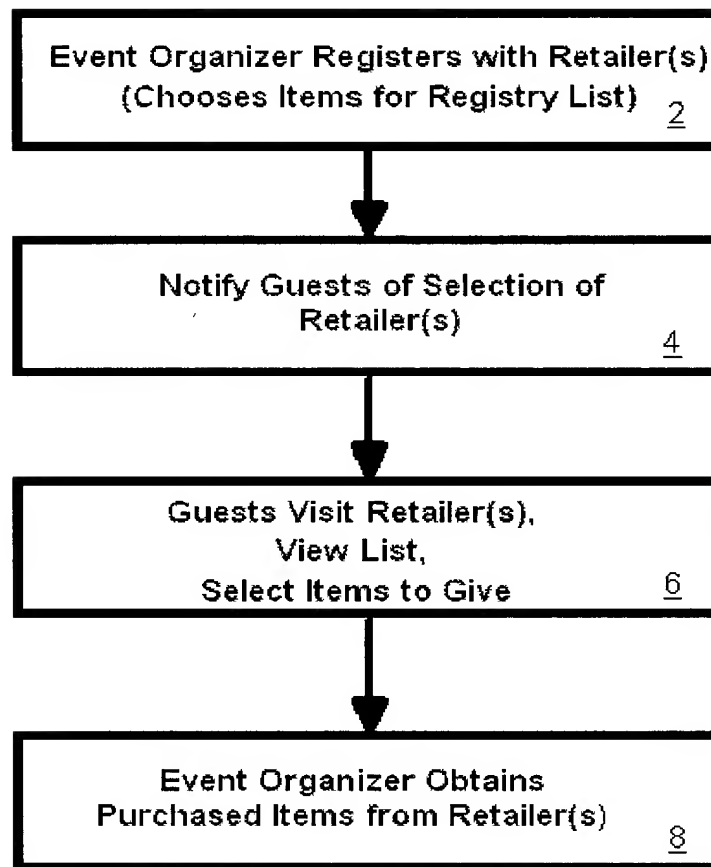 Event Organizer Registers with Retailer(s)
(Chooses Items for Registry List)
2
Notify Guests of Selection of
Retailer(s)
4
Guests Visit Retailer(s),
View List,
Select Items to Give
6
Event Organizer Obtains
Purchased Items from Retailer(s)
8